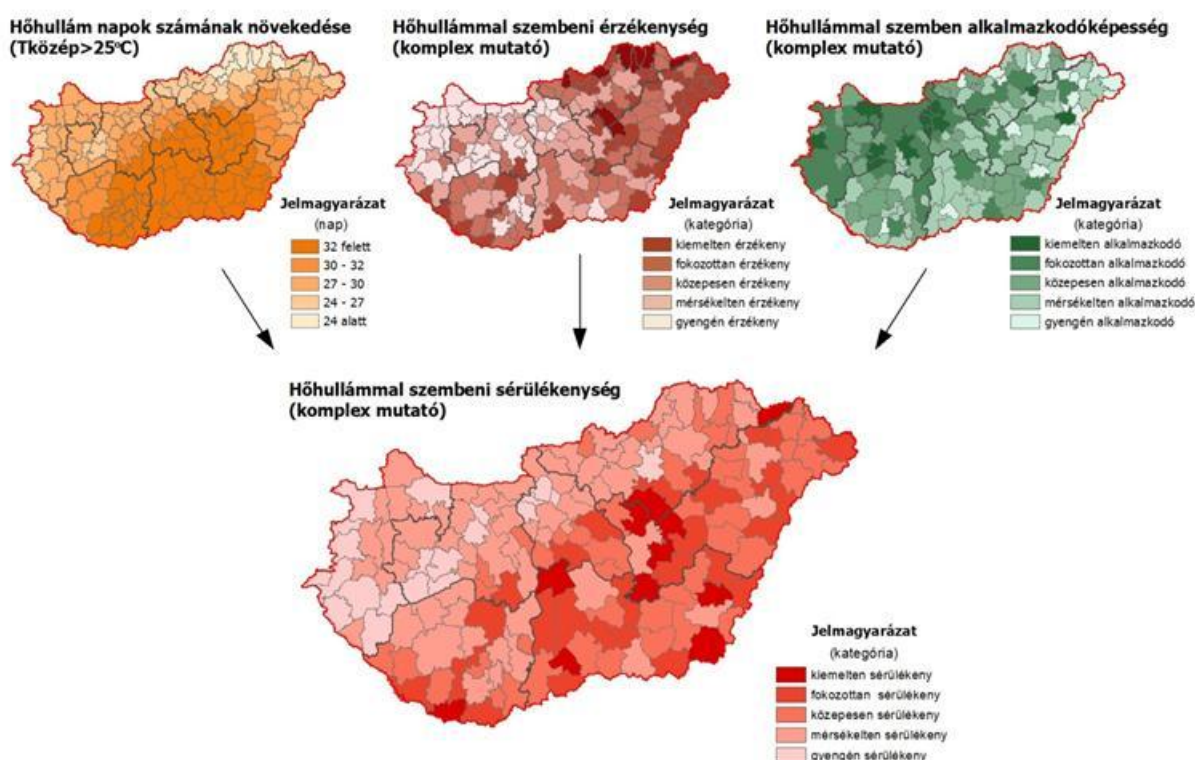 Hőhullám napok számának növekedése
(Tközép>25°C)
Jelmagyarázat
(nap)
32 felett
30 - 32
27 - 30
24 - 27
24 alatt
Hőhullámmal szembeni érzékenység
(komplex mutató)
Jelmagyarázat
(kategória)
kiemelten érzékeny
fokozottan érzékeny
közepesen érzékeny
mérsékelten érzékeny
gyengén érzékeny
Hőhullámmal szemben alkalmazkodóképesség
(komplex mutató)
Jelmagyarázat
(kategória)
kiemelten alkalmazkodó
fokozottan alkalmazkodó
közepesen alkalmazkodó
mérsékelten alkalmazkodó
gyengén alkalmazkodó
Hőhullámmal szembeni sérülékenység
(komplex mutató)
Jelmagyarázat
(kategória)
kiemelten sérülékeny
fokozottan sérülékeny
közepesen sérülékeny
mérsékelten sérülékeny
gyengén sérülékeny